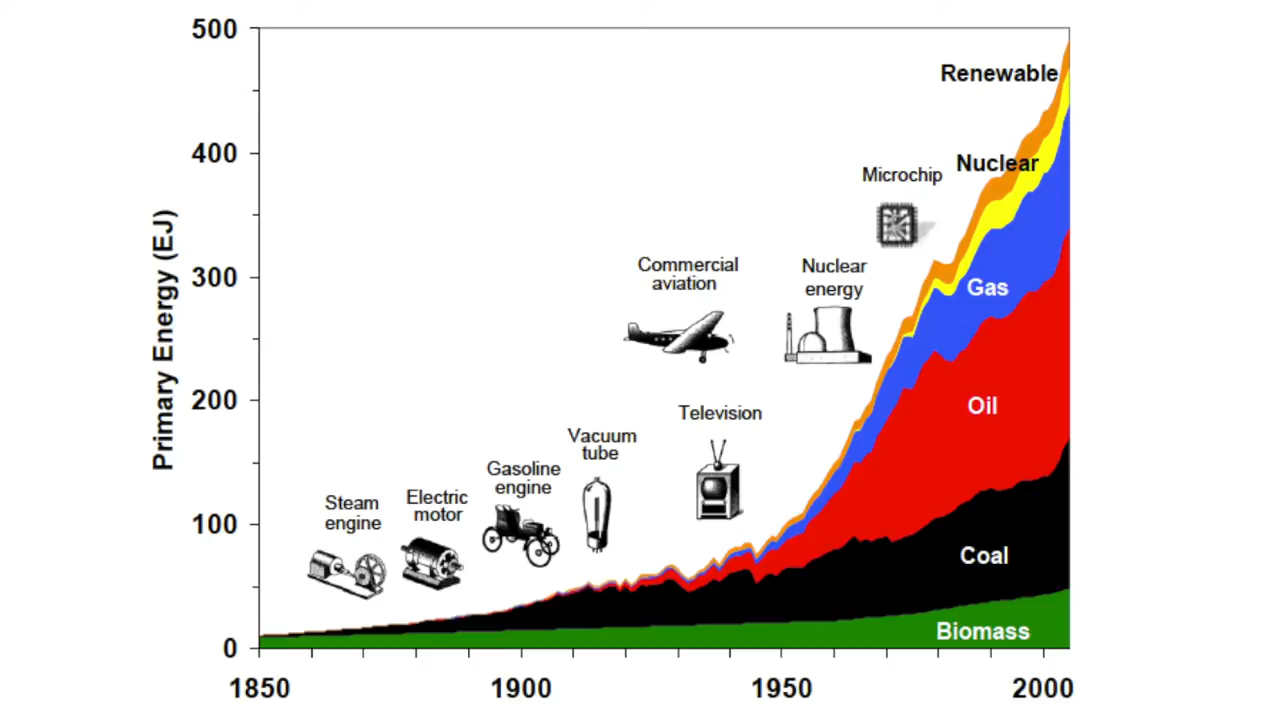 500
400
300
200
100
0
Primary Energy (EJ)
1850
1900
1950
2000
Steam
engine
Electric
motor
Gasoline
engine
Vacuum
tube
Television
Commercial
aviation
Nuclear
energy
Microchip
Renewable
Nuclear
Gas
Oil
Coal
Biomass